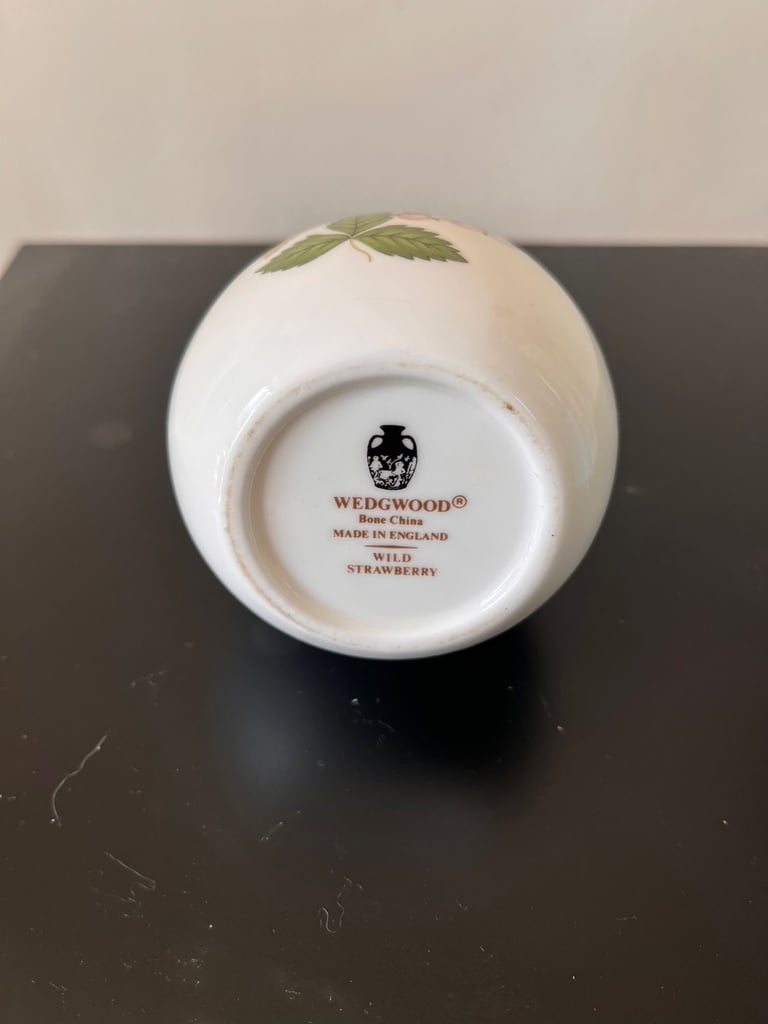 WEDGWOOD®
Bone China
MADE IN ENGLAND
WILD
STRAWBERRY